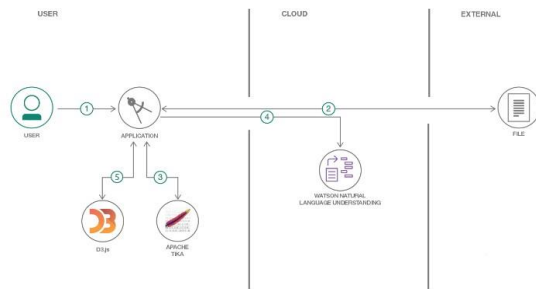 USER
CLOUD
EXTERNAL
1
2
4
USER
APPLICATION
FILE
5
3
WATSON NATURAL
LANGUAGE UNDERSTANDING
D3
D3.js
APACHE
TIKA